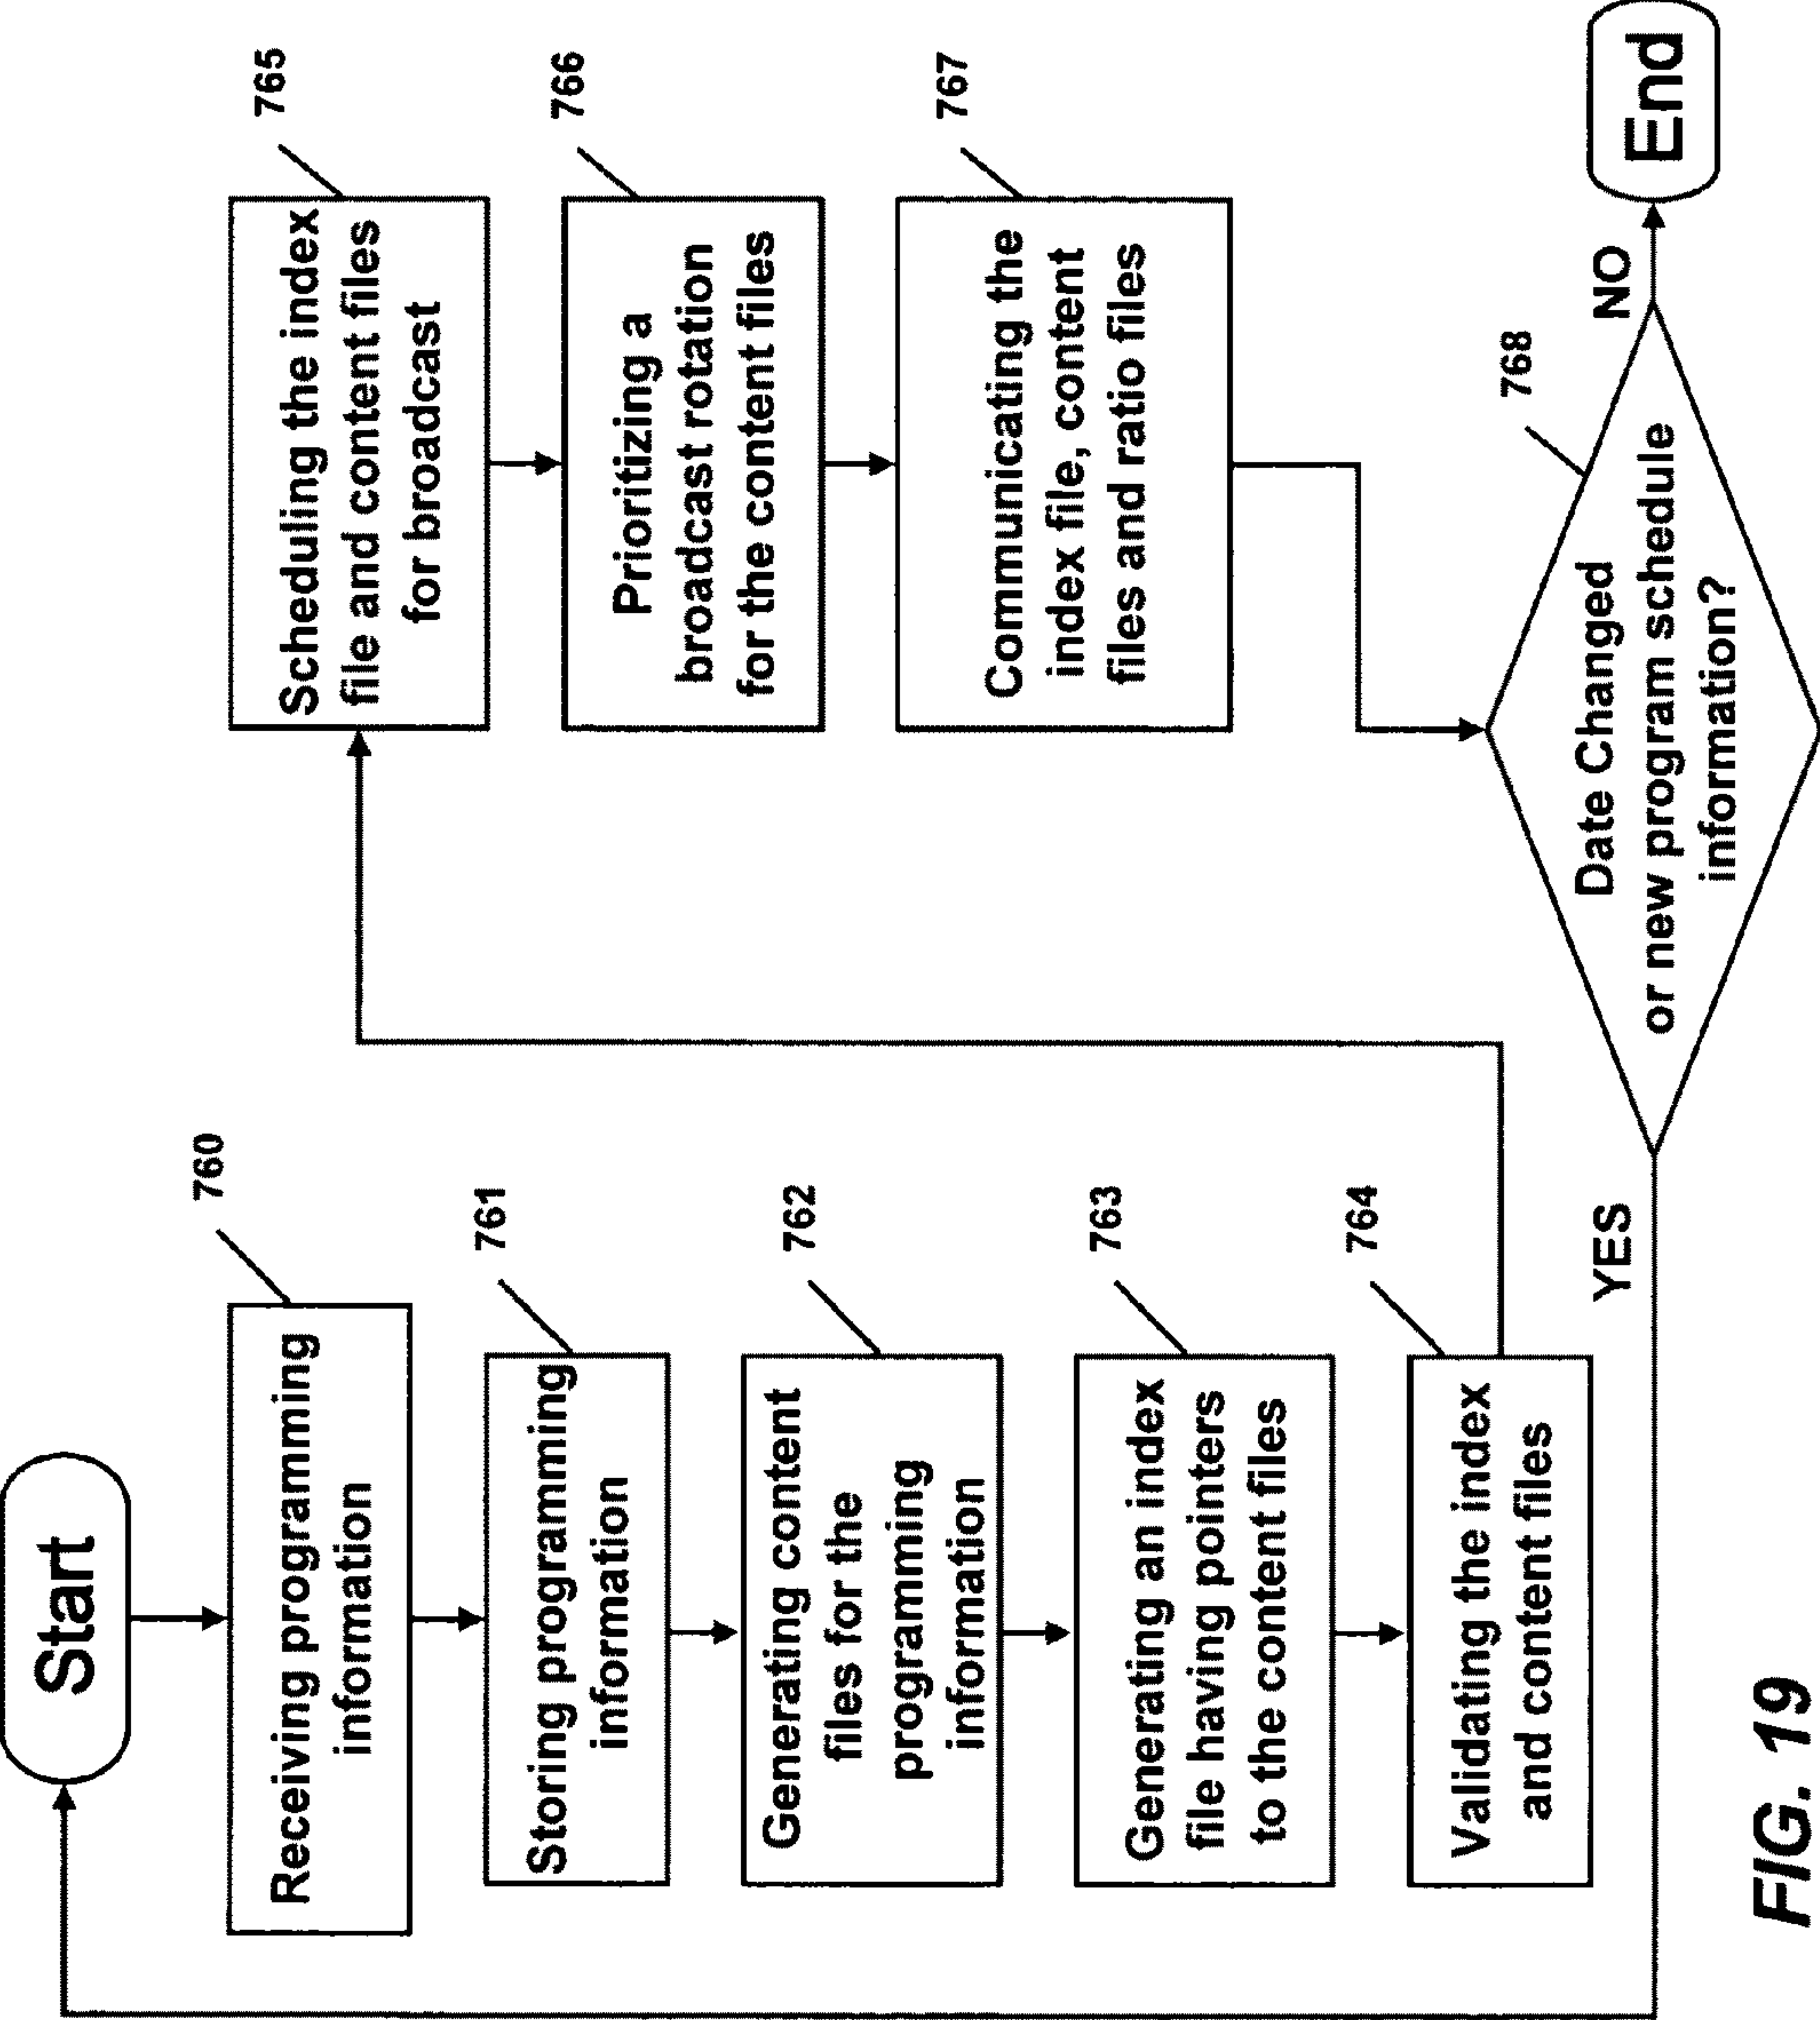 Start
760
Receiving programming
information
761
Storing programming
information
762
Generating content
files for the
programming
information
763
Generating an index
file having pointers
to the content files
764
Validating the index
and content files
765
Scheduling the index
file and content files
for broadcast
766
Prioritizing a
broadcast rotation
for the content files
767
Communicating the
index file, content
files and ratio files
768
Date Changed
or new program schedule
information?
YES
NO
End
FIG. 19